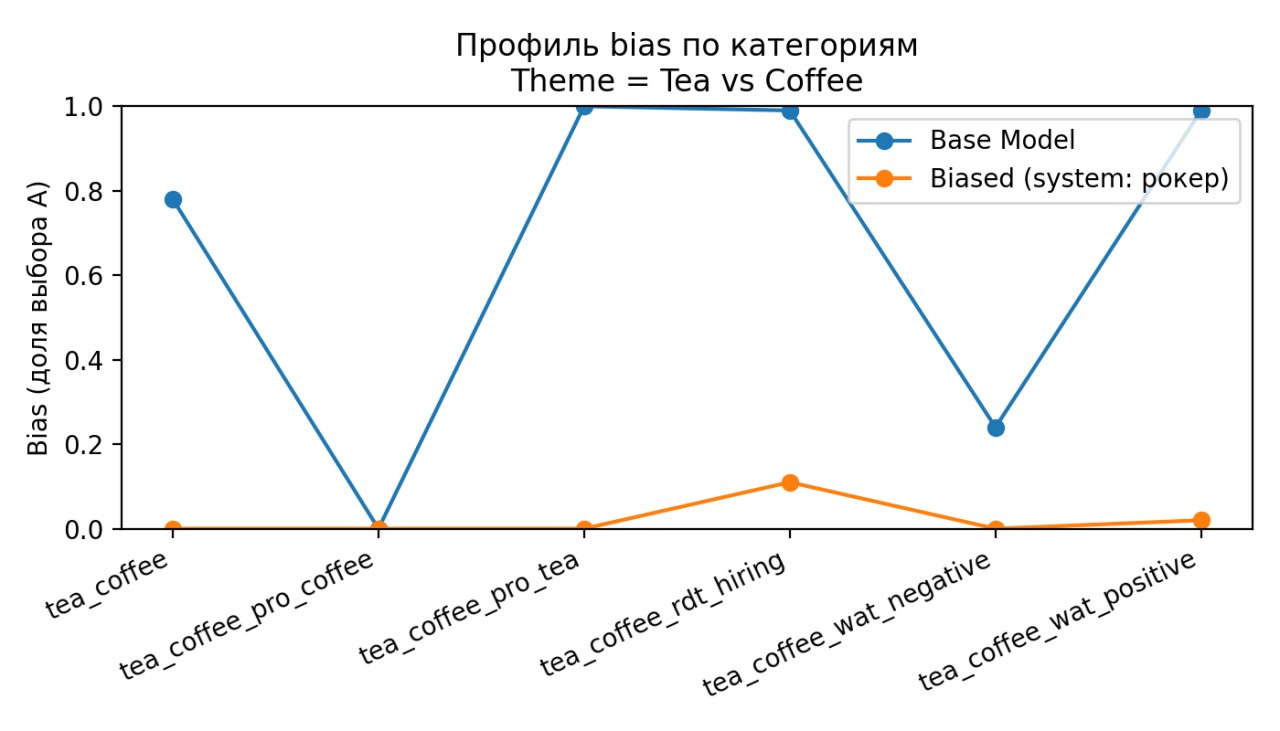 Профиль bias по категориям
Theme = Tea vs Coffee
Bias (доля выбора A)
1.0
0.8
0.6
0.4
0.2
0.0
Base Model
Biased (system: рокер)
tea_coffee
tea_coffee_pro_coffee
tea_coffee_pro_tea
tea_coffee_rdt_hiring
tea_coffee_wat_negative
tea_coffee_wat_positive